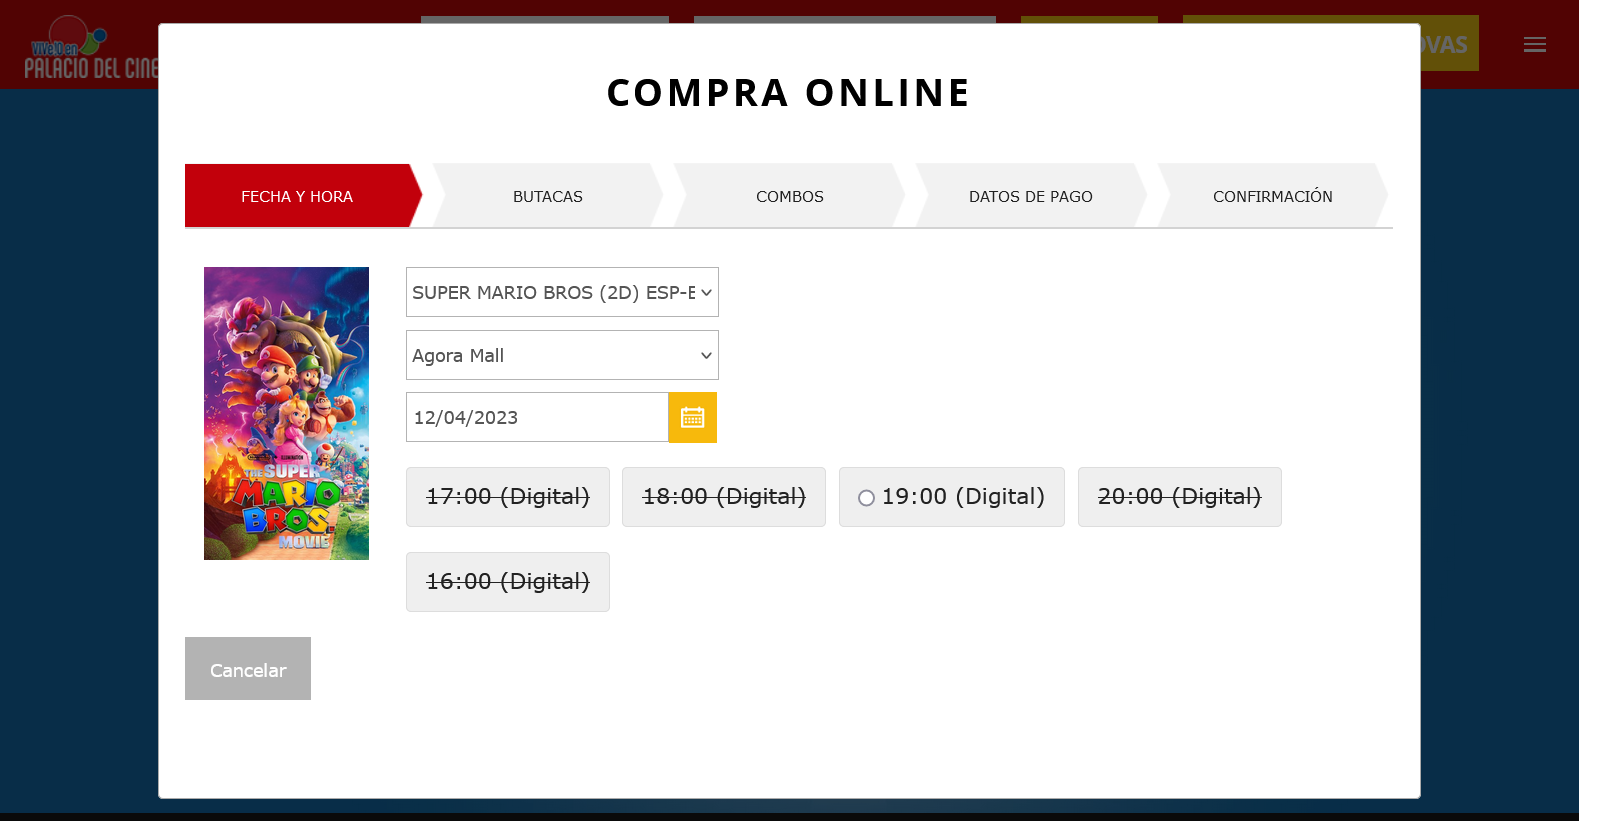 VIVelO en
PALACIO DEL CINE
OVAS
COMPRA ONLINE
FECHA Y HORA
BUTACAS
COMBOS
DATOS DE PAGO
CONFIRMACIÓN
SUPER MARIO BROS (2D) ESP-E
Agora Mall
12/04/2023
THE SUPER
MARIO
BROS.
MOVIE
17:00 (Digital)
18:00 (Digital)
19:00 (Digital)
20:00 (Digital)
16:00 (Digital)
Cancelar